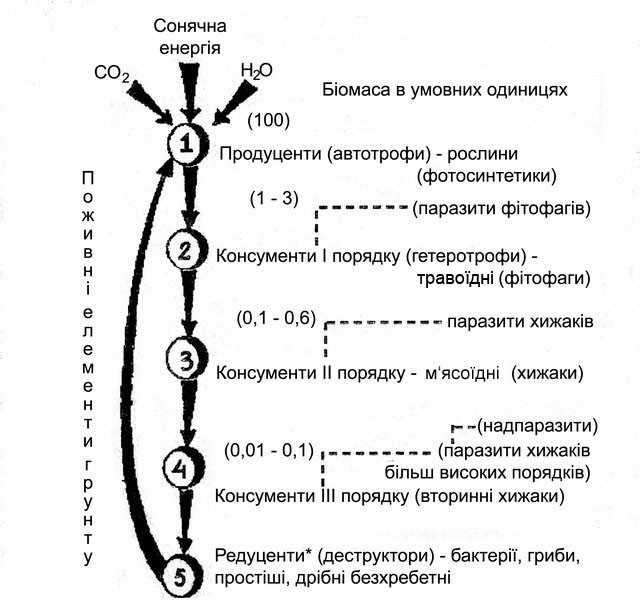 Сонячна
енергія
CO2
H2O
Біомаса в умовних одиницях
(100)
1
Продуценти (автотрофи) - рослини
(фотосинтетики)
(1 - 3)
(паразити фітофагів)
2
Консументи I порядку (гетеротрофи) -
травоїдні (фітофаги)
(0,1 - 0,6)
паразити хижаків
3
Консументи II порядку - м‘ясоїдні (хижаки)
(надпаразити)
(0,01 - 0,1)
(паразити хижаків
більш високих порядків)
4
Консументи III порядку (вторинні хижаки)
5
Редуценти* (деструктори) - бактерії, гриби,
простіші, дрібні безхребетні
Поживні елементи грунту